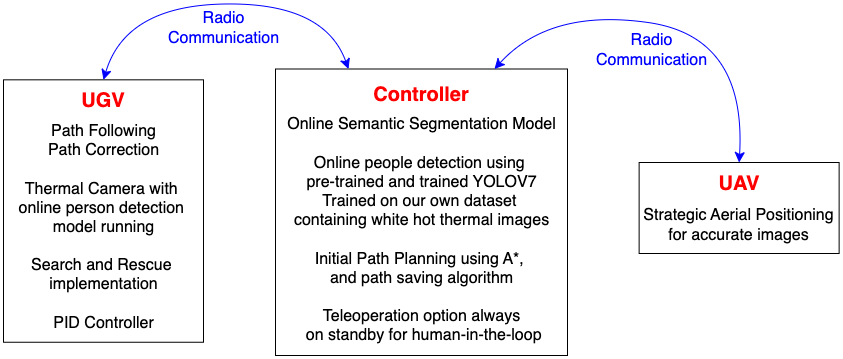 Radio
Communication
Radio
Communication
UGV
Path Following
Path Correction
Thermal Camera with
online person detection
model running
Search and Rescue
implementation
PID Controller
Controller
Online Semantic Segmentation Model
Online people detection using
pre-trained and trained YOLOV7
Trained on our own dataset
containing white hot thermal images
Initial Path Planning using A*,
and path saving algorithm
Teleoperation option always
on standby for human-in-the-loop
UAV
Strategic Aerial Positioning
for accurate images